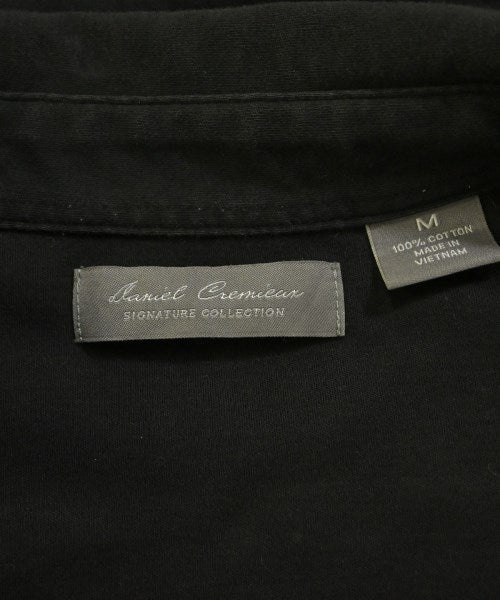 Daniel Cremieux
SIGNATURE COLLECTION
M
100% COTTON
MADE IN
VIETNAM